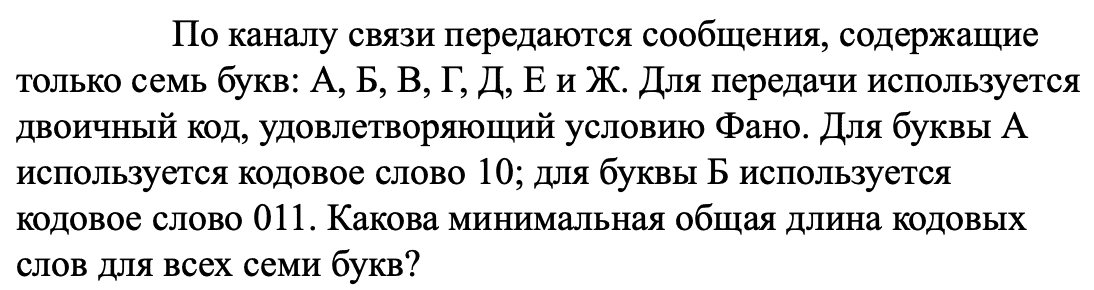 По каналу связи передаются сообщения, содержащие
только семь букв: А, Б, В, Г, Д, Е и Ж. Для передачи используется
двоичный код, удовлетворяющий условию Фано. Для буквы А
используется кодовое слово 10; для буквы Б используется
кодовое слово 011. Какова минимальная общая длина кодовых
слов для всех семи букв?